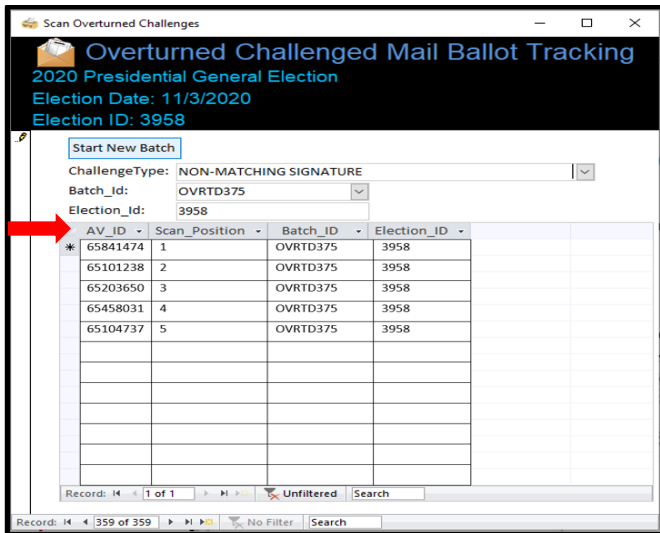 Scan Overturned Challenges
Overturned Challenged Mail Ballot Tracking
2020 Presidential General Election
Election Date: 11/3/2020
Election ID: 3958
Start New Batch
ChallengeType: NON-MATCHING SIGNATURE
Batch_Id: OVRTD375
Election_Id: 3958
AV_ID Scan_Position Batch_ID Election_ID
65841474 1 OVRTD375 3958
65101238 2 OVRTD375 3958
65203650 3 OVRTD375 3958
65458031 4 OVRTD375 3958
65104737 5 OVRTD375 3958
Record: 1 of 1 Unfiltered Search
Record: 359 of 359 No Filter Search